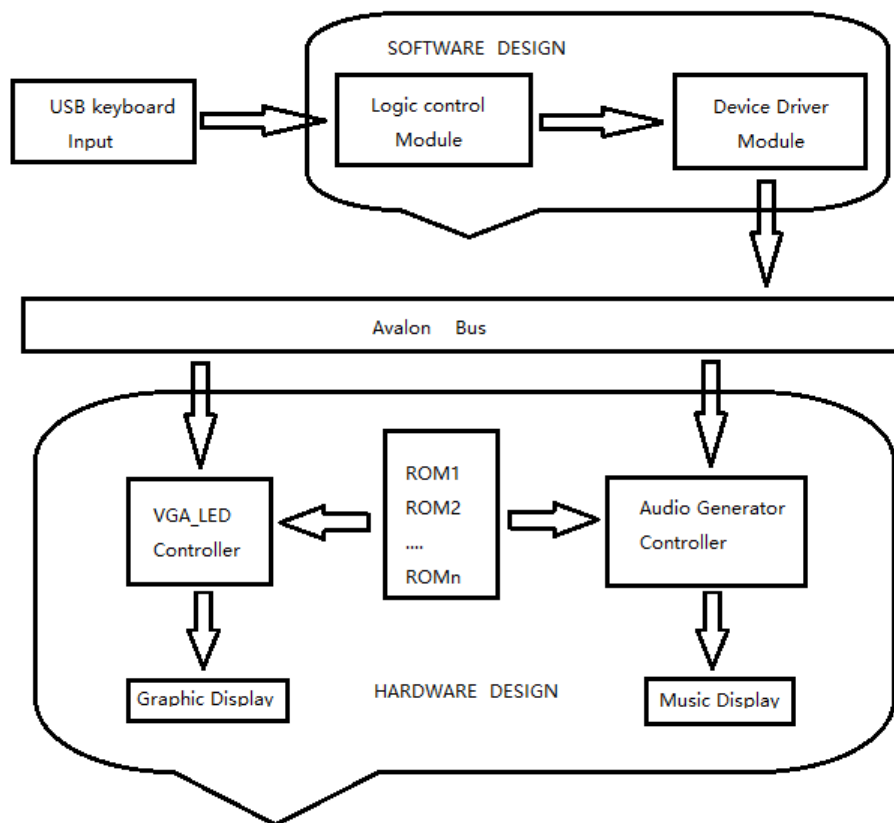 SOFTWARE DESIGN
USB keyboard
Input
Logic control
Module
Device Driver
Module
Avalon Bus
VGA_LED
Controller
ROM1
ROM2
....
ROMn
Audio Generator
Controller
Graphic Display
HARDWARE DESIGN
Music Display